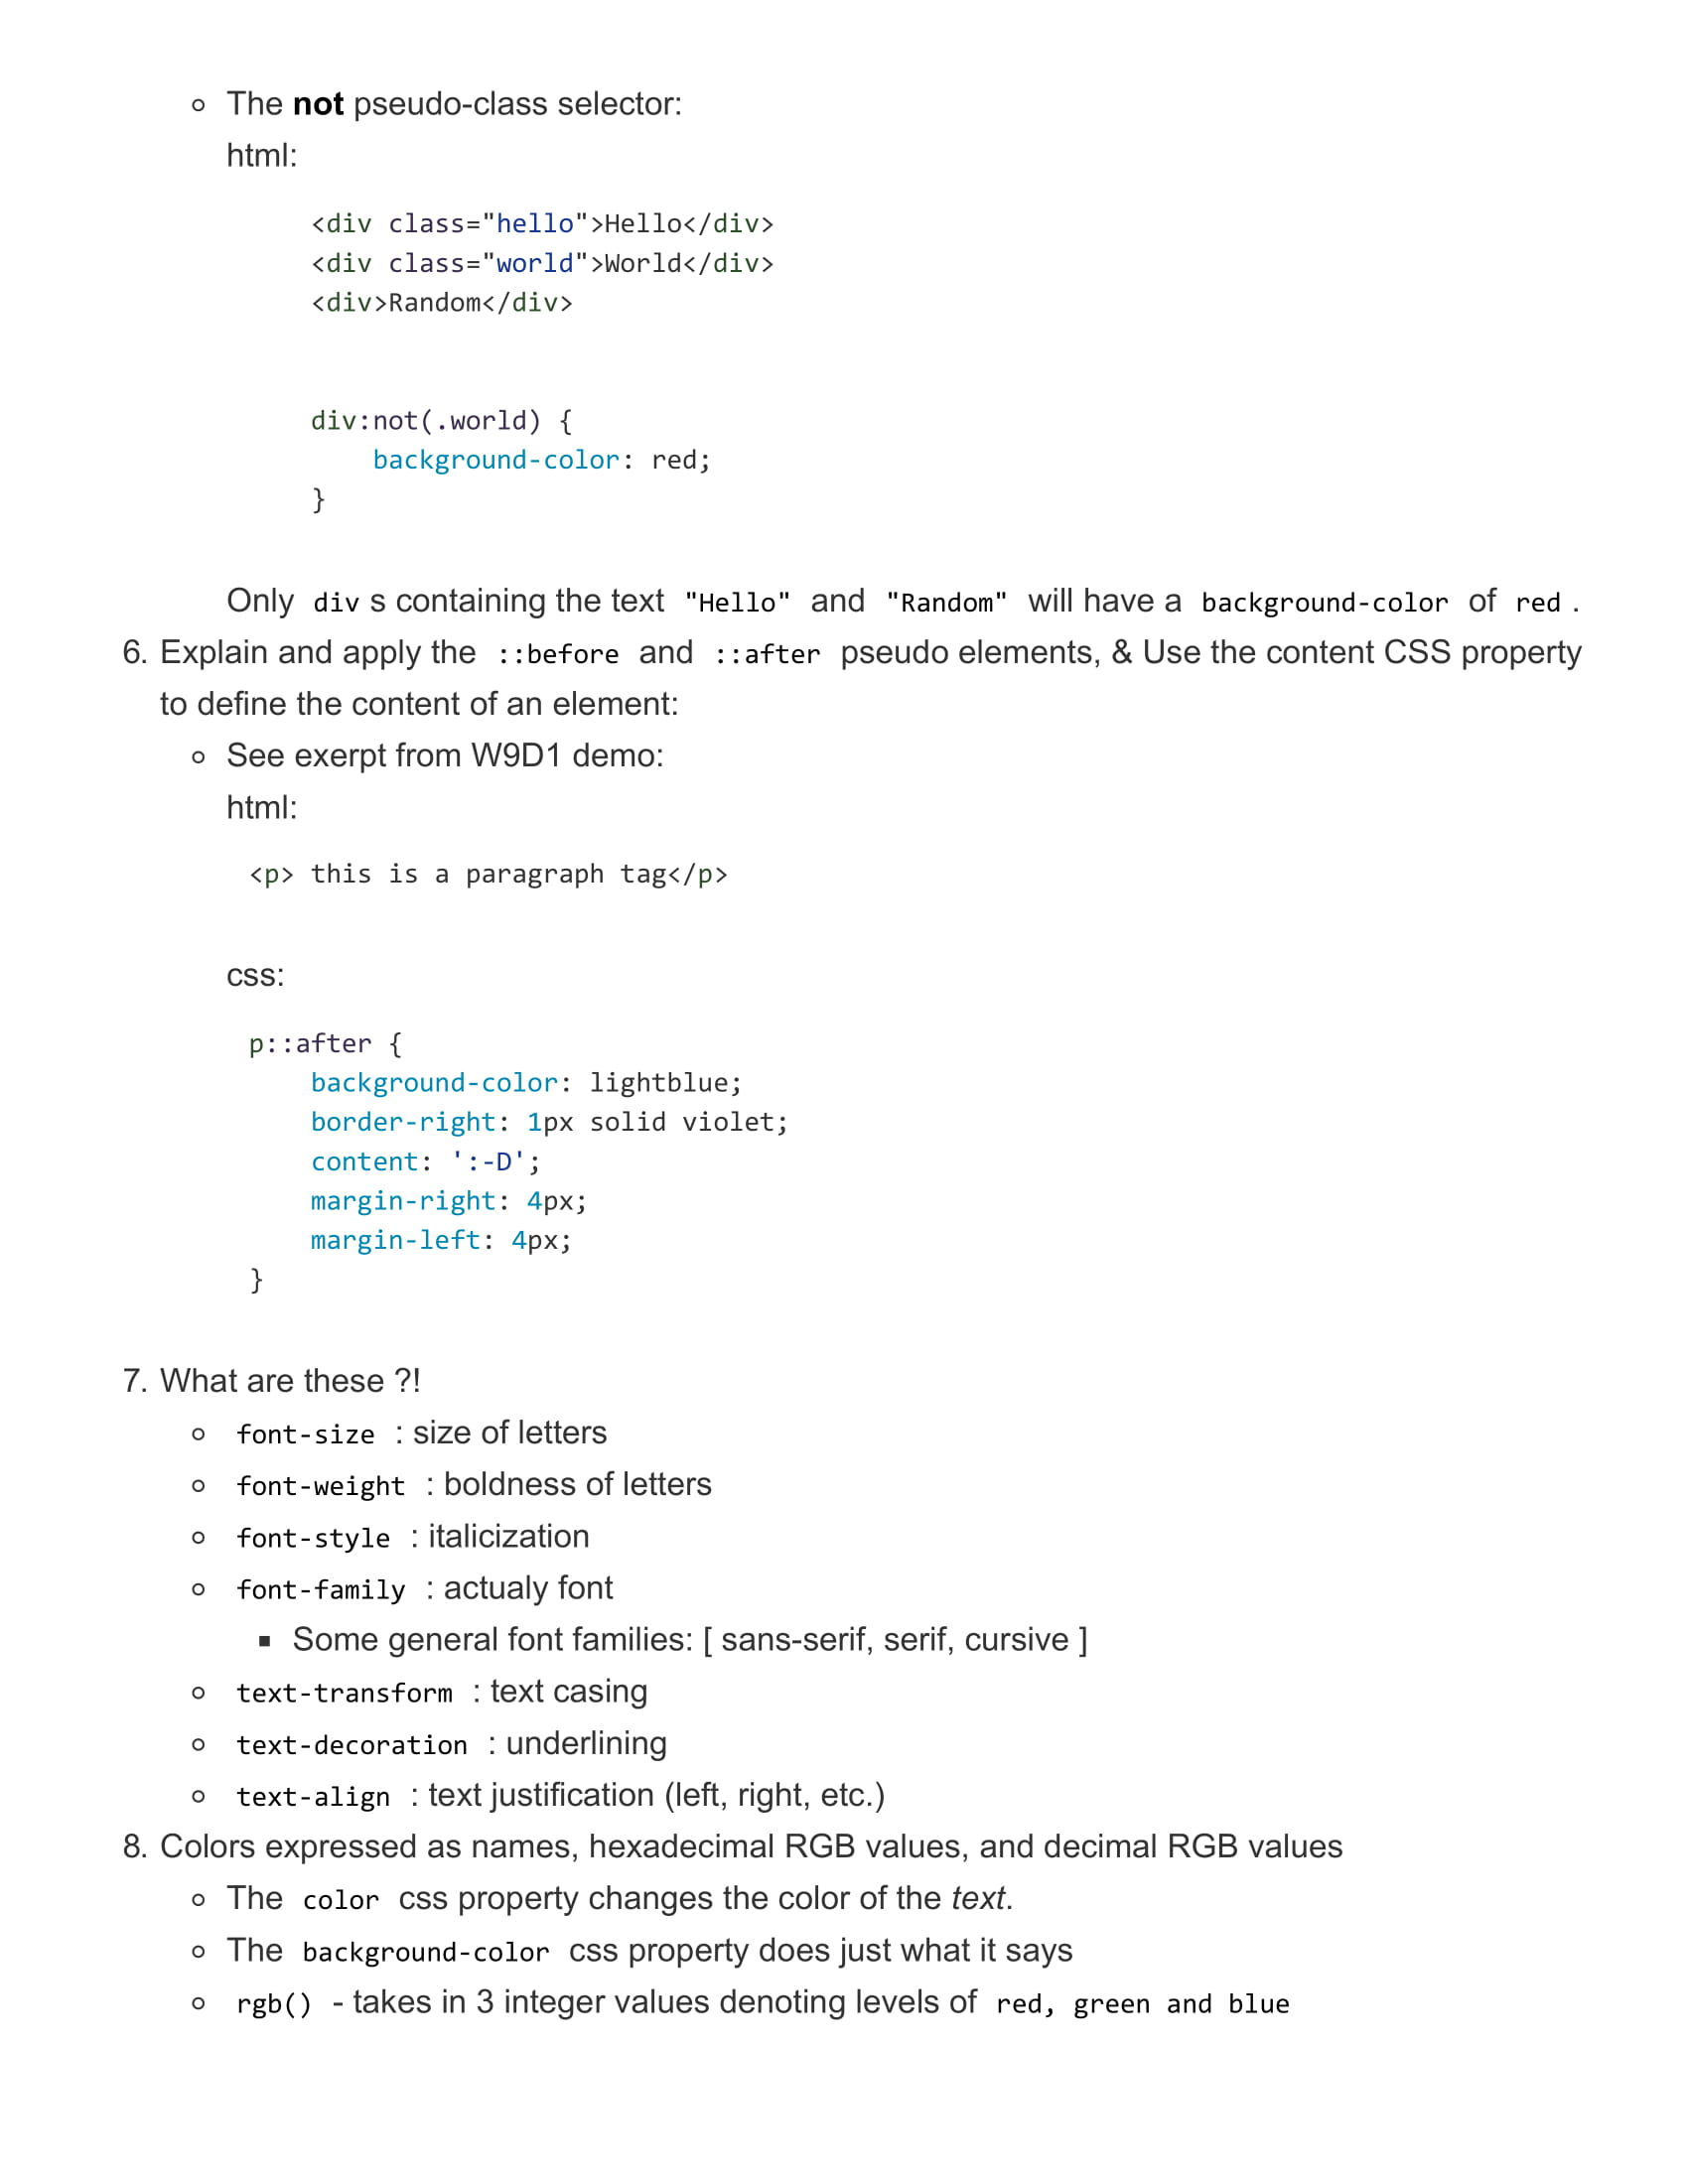 The not pseudo-class selector:
html:
<div class="hello">Hello</div>
<div class="world">World</div>
<div>Random</div>
div:not(.world) {
    background-color: red;
}
Only div s containing the text "Hello" and "Random" will have a background-color of red .
6. Explain and apply the ::before and ::after pseudo elements, & Use the content CSS property
to define the content of an element:
See exerpt from W9D1 demo:
html:
<p> this is a paragraph tag</p>
css:
p::after {
    background-color: lightblue;
    border-right: 1px solid violet;
    content: ':-D';
    margin-right: 4px;
    margin-left: 4px;
}
7. What are these ?!
font-size : size of letters
font-weight : boldness of letters
font-style : italicization
font-family : actualy font
Some general font families: [ sans-serif, serif, cursive ]
text-transform : text casing
text-decoration : underlining
text-align : text justification (left, right, etc.)
8. Colors expressed as names, hexadecimal RGB values, and decimal RGB values
The color css property changes the color of the text.
The background-color css property does just what it says
rgb() - takes in 3 integer values denoting levels of red, green and blue